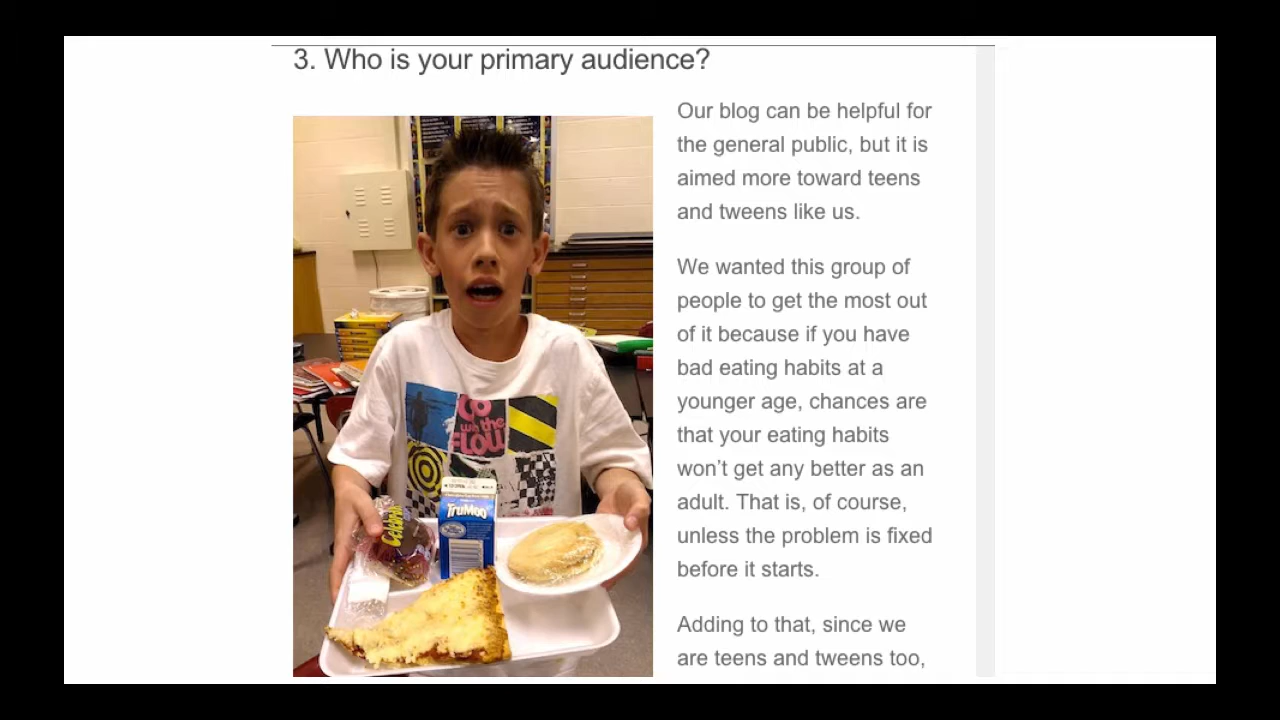 3. Who is your primary audience?
Our blog can be helpful for
the general public, but it is
aimed more toward teens
and tweens like us.
We wanted this group of
people to get the most out
of it because if you have
bad eating habits at a
younger age, chances are
that your eating habits
won’t get any better as an
adult. That is, of course,
unless the problem is fixed
before it starts.
Adding to that, since we
are teens and tweens too,
GO
with the
FLOW
TruMoo